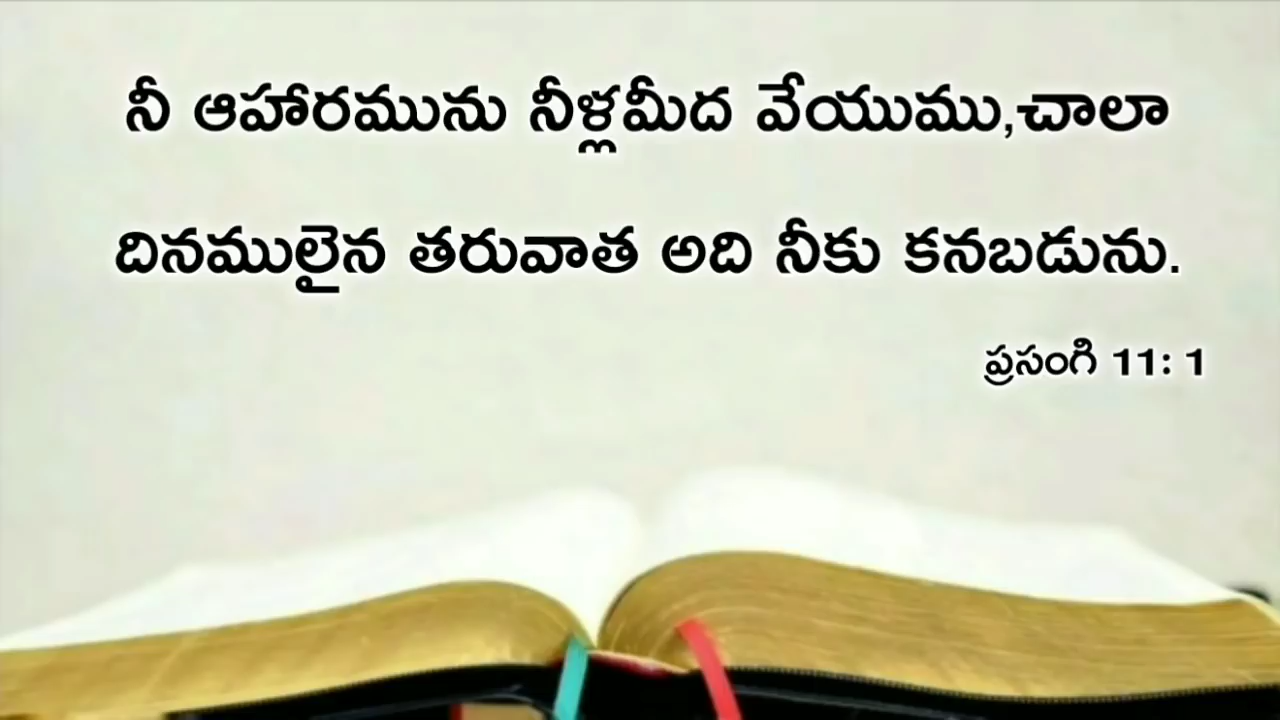 నీ ఆహారమును నీళ్లమీద వేయుము,చాలా
దినములైన తరువాత అది నీకు కనబడును.
ప్రసంగి 11: 1